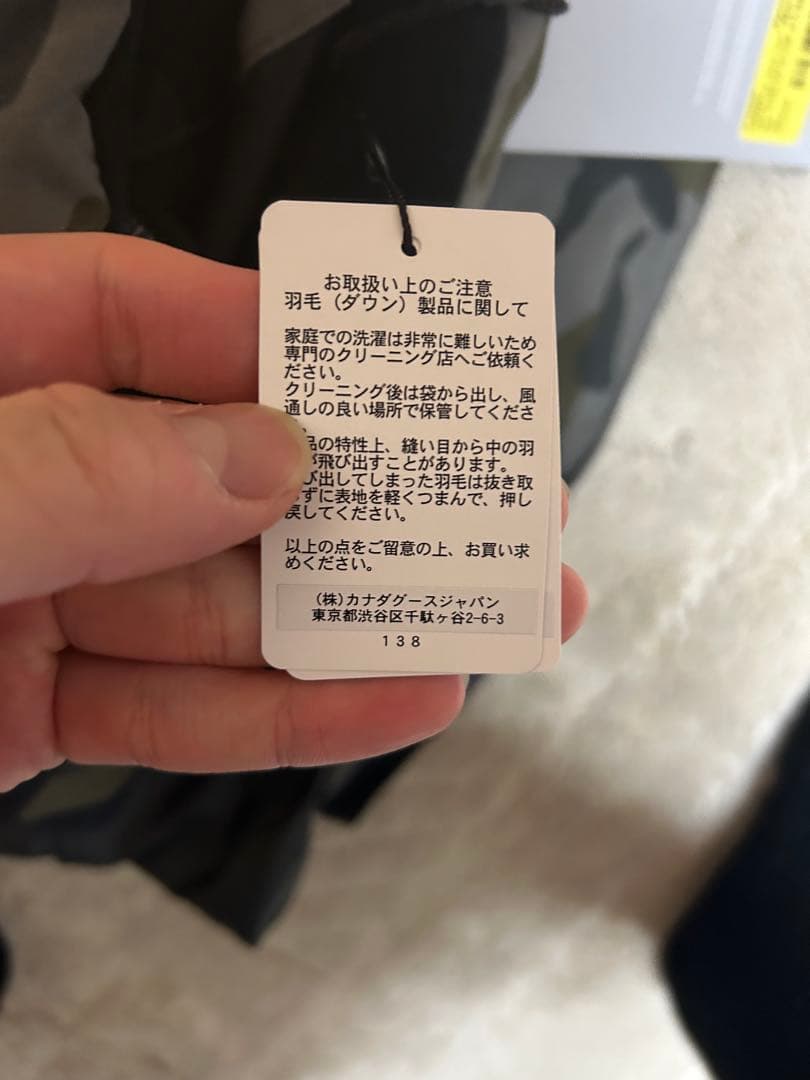 お取扱い上のご注意
羽毛（ダウン）製品に関して
家庭での洗濯は非常に難しいため
専門のクリーニング店へご依頼く
ださい。
クリーニング後は袋から出し、風
通しの良い場所で保管してくださ
品の特性上、縫い目から中の羽
が飛び出すことがあります。
び出してしまった羽毛は抜き取
ずに表地を軽くつまんで、押し
戻してください。
以上の点をご留意の上、お買い求
めください。
(株)カナダグースジャパン
東京都渋谷区千駄ヶ谷2-6-3
138